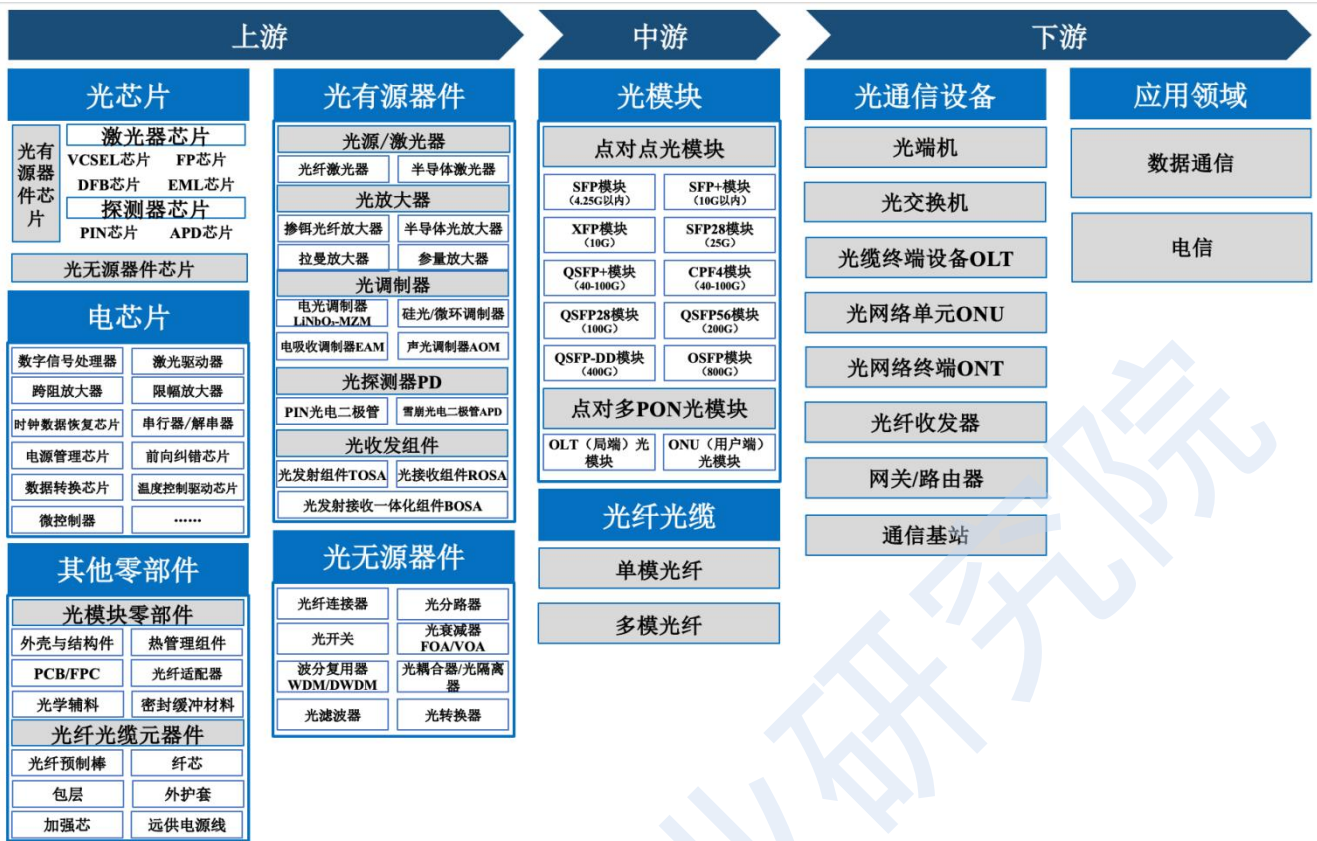 上游
中游
下游
光芯片
光有源器件芯片
激光器芯片
VCSEL芯片 FP芯片
DFB芯片 EML芯片
探测器芯片
PIN芯片 APD芯片
光无源器件芯片
电芯片
数字信号处理器 激光驱动器
跨阻放大器 限幅放大器
时钟数据恢复芯片 串行器/解串器
电源管理芯片 前向纠错芯片
数据转换芯片 温度控制驱动芯片
微控制器 ……
其他零部件
光模块零部件
外壳与结构件 热管理组件
PCB/FPC 光纤适配器
光学辅料 密封缓冲材料
光纤光缆元器件
光纤预制棒 纤芯
包层 外护套
加强芯 远供电源线
光有源器件
光源/激光器
光纤激光器 半导体激光器
光放大器
掺铒光纤放大器 半导体光放大器
拉曼放大器 参量放大器
光调制器
电光调制器
LiNbO₃-MZM
硅光/微环调制器
电吸收调制器EAM 声光调制器AOM
光探测器PD
PIN光电二极管 雪崩光电二极管APD
光收发组件
光发射组件TOSA 光接收组件ROSA
光发射接收一体化组件BOSA
光无源器件
光纤连接器 光分路器
光开关
光衰减器
FOA/VOA
波分复用器
WDM/DWDM
光耦合器/光隔离
器
光滤波器 光转换器
光模块
点对点光模块
SFP模块
（4.25G以内）
SFP+模块
（10G以内）
XFP模块
（10G）
SFP28模块
（25G）
QSFP+模块
（40-100G）
CPF4模块
（40-100G）
QSFP28模块
（100G）
QSFP56模块
（200G）
QSFP-DD模块
（400G）
OSFP模块
（800G）
点对多PON光模块
OLT（局端）光
模块
ONU（用户端）
光模块
光纤光缆
单模光纤
多模光纤
光通信设备
光端机
光交换机
光缆终端设备OLT
光网络单元ONU
光网络终端ONT
光纤收发器
网关/路由器
通信基站
应用领域
数据通信
电信
业研究院